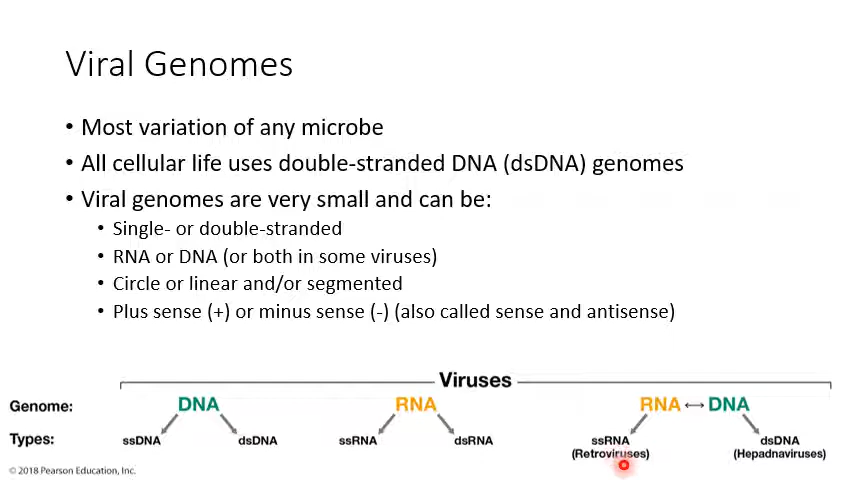 Viral Genomes
• Most variation of any microbe
• All cellular life uses double-stranded DNA (dsDNA) genomes
• Viral genomes are very small and can be:
• Single- or double-stranded
• RNA or DNA (or both in some viruses)
• Circle or linear and/or segmented
• Plus sense (+) or minus sense (-) (also called sense and antisense)
Viruses
Genome: DNA RNA RNA ↔ DNA
Types: ssDNA dsDNA ssRNA dsRNA ssRNA dsDNA
(Retroviruses) (Hepadnaviruses)
© 2018 Pearson Education, Inc.